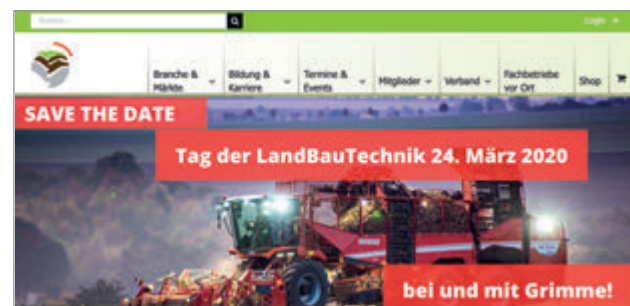 Login
Branche & Märkte
Bildung & Karriere
Termine & Events
Mitglieder
Verband
Fachbetriebe vor Ort
Shop
SAVE THE DATE
Tag der LandBauTechnik 24. März 2020
bei und mit Grimme!